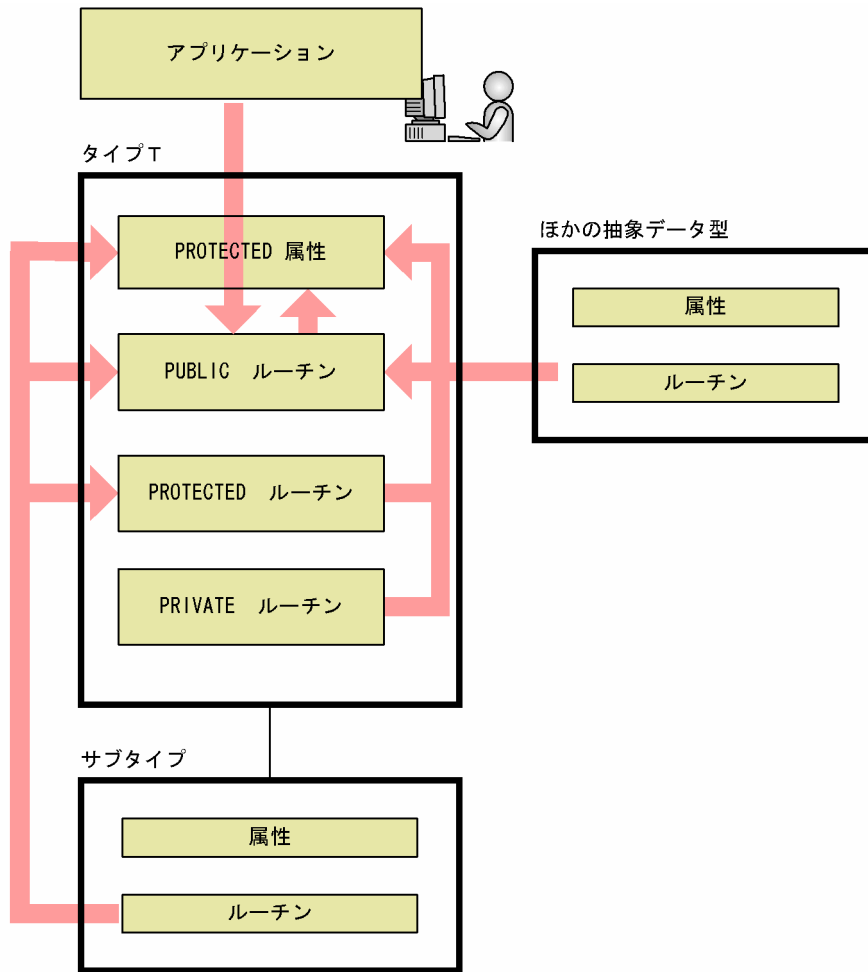 アプリケーション
タイプT
PROTECTED 属性
PUBLIC ルーチン
PROTECTED ルーチン
PRIVATE ルーチン
ほかの抽象データ型
属性
ルーチン
サブタイプ
属性
ルーチン